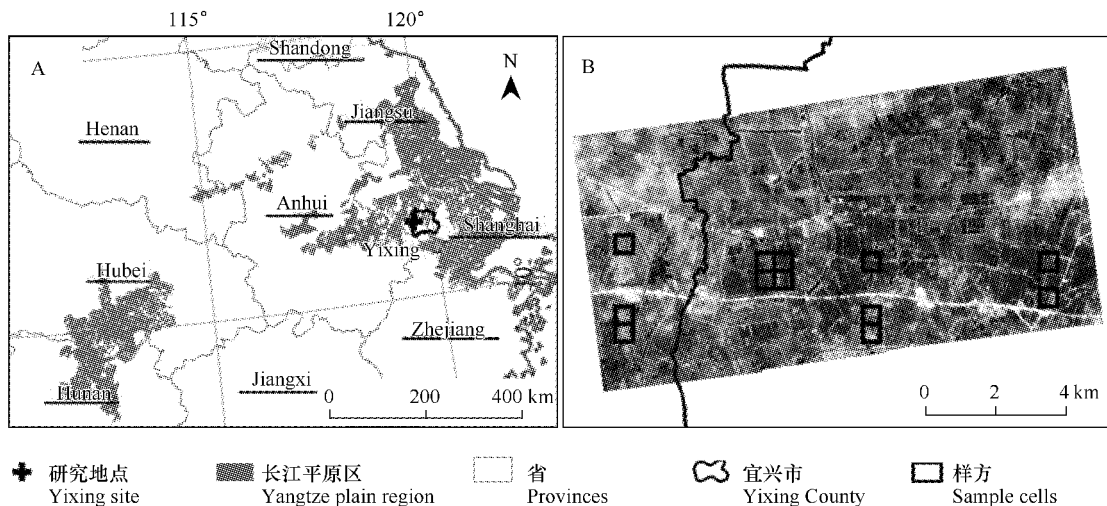 115° 120°
A
Shandong
N
Jiangsu
Henan
Anhui
Shanghai
Yixing
Hubei
Zhejiang
Jiangxi
Hunan
0 200 400 km
B
0 2 4 km
研究地点 长江平原区 省 宜兴市 样方
Yixing site Yangtze plain region Provinces Yixing County Sample cells